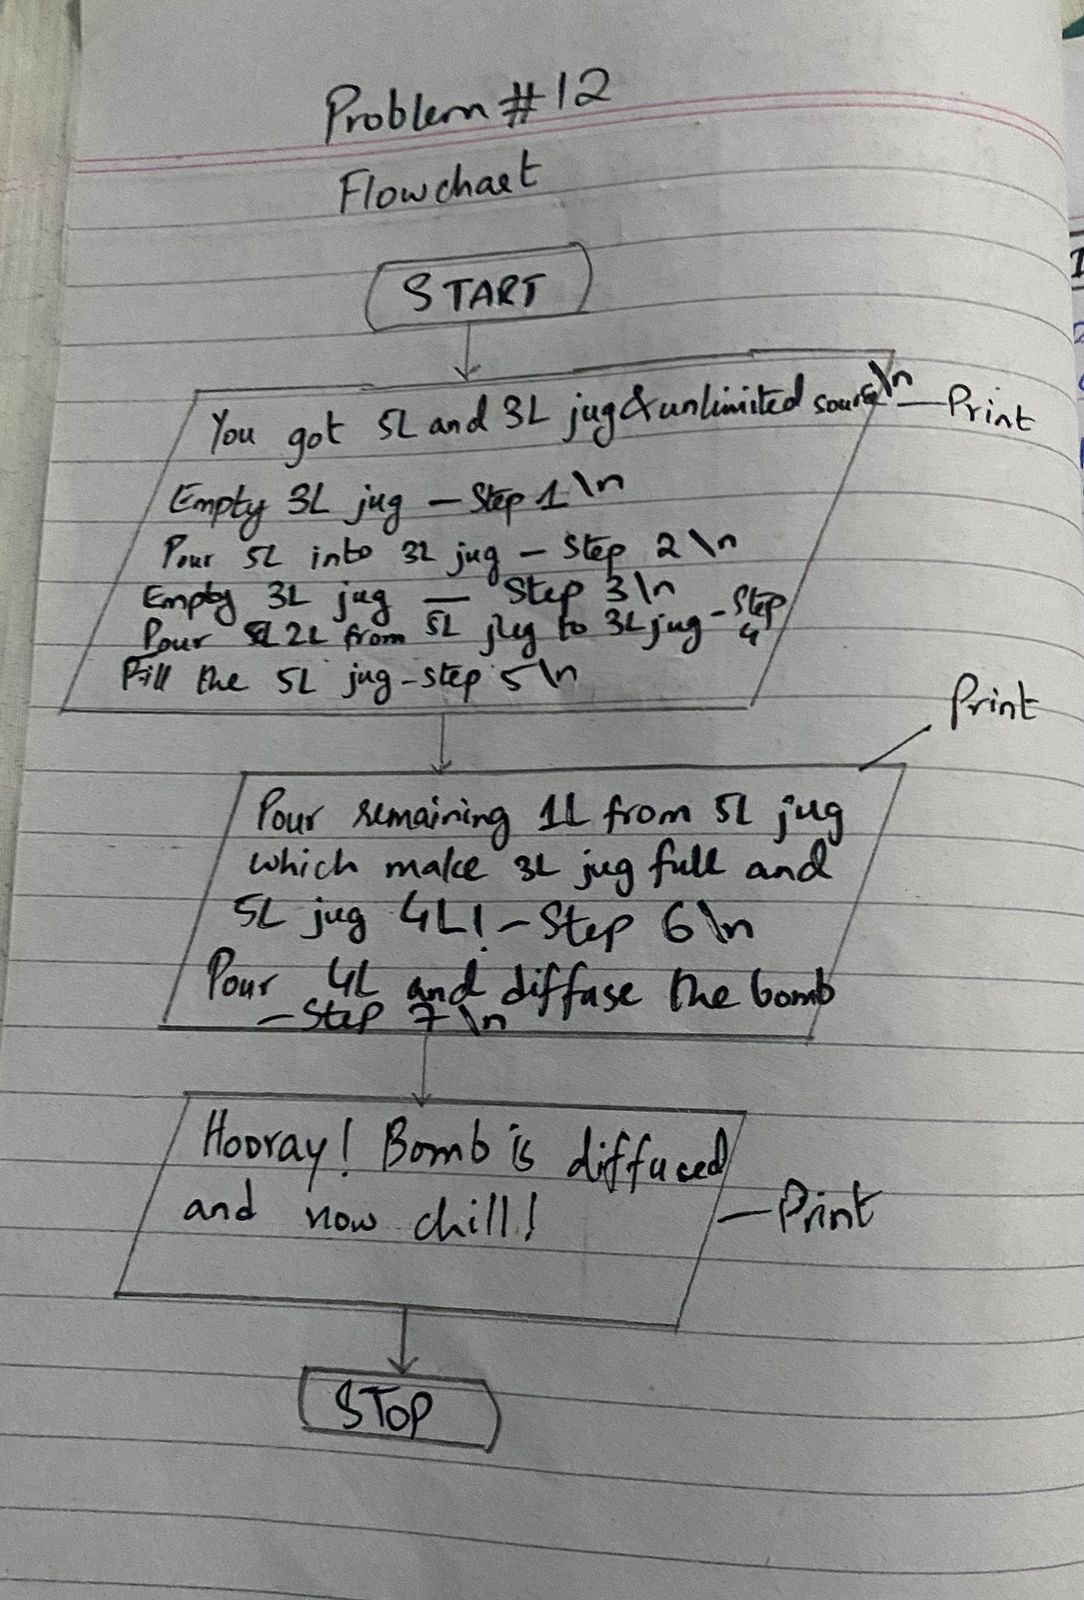 Problem #12
Flowchart
START
You got 5L and 3L jug & unlimited source\n — Print
Empty 3L jug — Step 1 \n
Pour 5L into 3L jug — Step 2 \n
Empty 3L jug — Step 3 \n
Pour 2L from 5L jug to 3L jug - Step 4
Fill the 5L jug - step 5 \n
Print
Pour remaining 1L from 5L jug
which make 3L jug full and
5L jug 4L! - Step 6 \n
Pour 4L and diffuse the bomb
- Step 7 \n
Hooray! Bomb is diffuced
and now chill! — Print
STOP